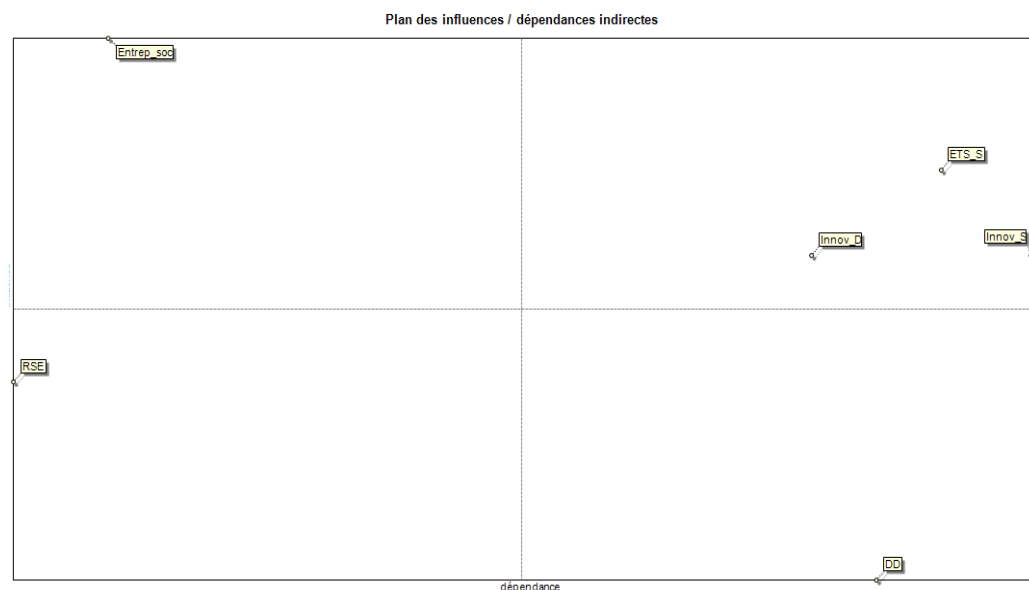 Plan des influences / dépendances indirectes
Entrep_soc
ETS_S
Innov_D
Innov_S
RSE
DD
dépendance